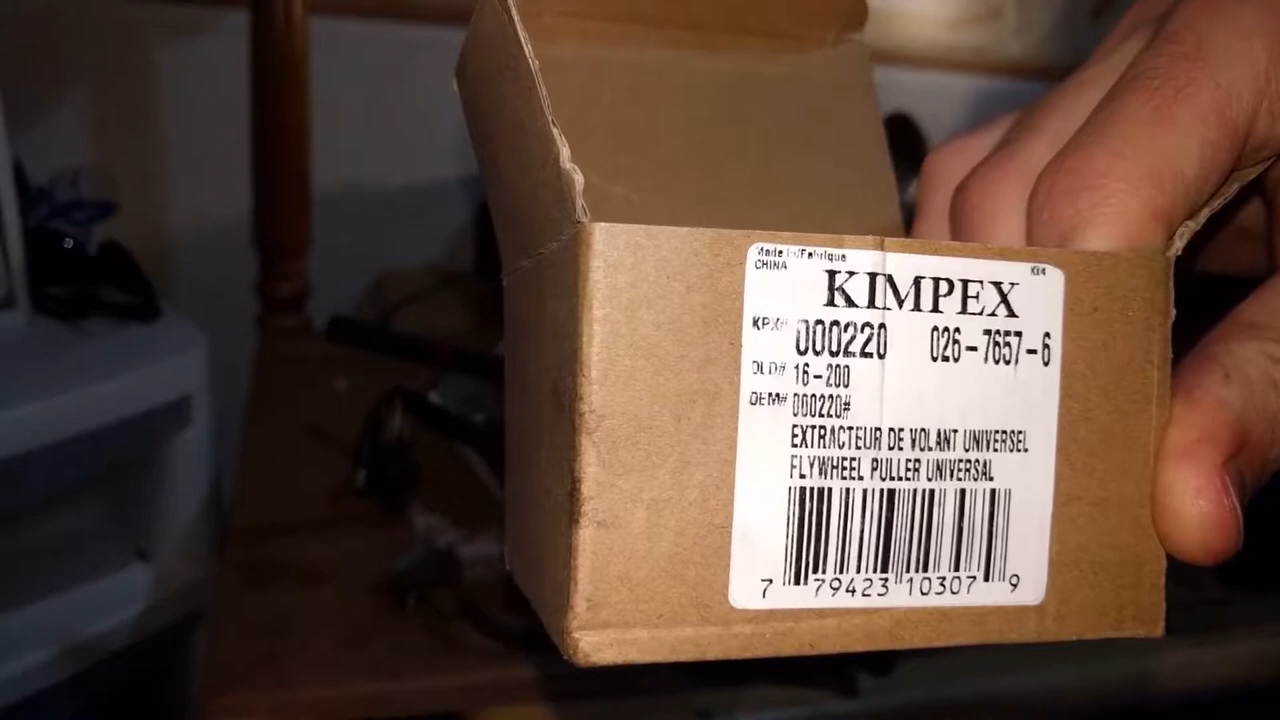 Made in/Fabrique
CHINA
KIMPEX
KPX# 000220 026-7657-6
DLD# 16-200
OEM# 000220#
EXTRACTEUR DE VOLANT UNIVERSEL
FLYWHEEL PULLER UNIVERSAL
7 79423 10307 9